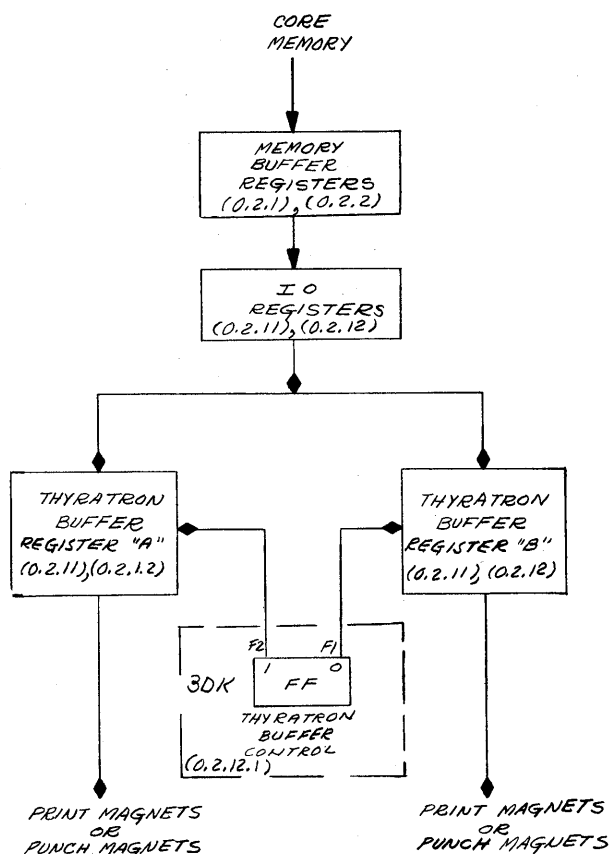 CORE
MEMORY
MEMORY
BUFFER
REGISTERS
(0.2.1), (0.2.2)
IO
REGISTERS
(0.2.11), (0.2.12)
THYRATRON
BUFFER
REGISTER "A"
(0.2.11),(0.2.1.2)
THYRATRON
BUFFER
REGISTER "B"
(0.2.11), (0.2.12)
F2 F1
1 0
3DK FF
THYRATRON
BUFFER
CONTROL
(0.2.12.1)
PRINT MAGNETS
OR
PUNCH MAGNETS
PRINT MAGNETS
OR
PUNCH MAGNETS